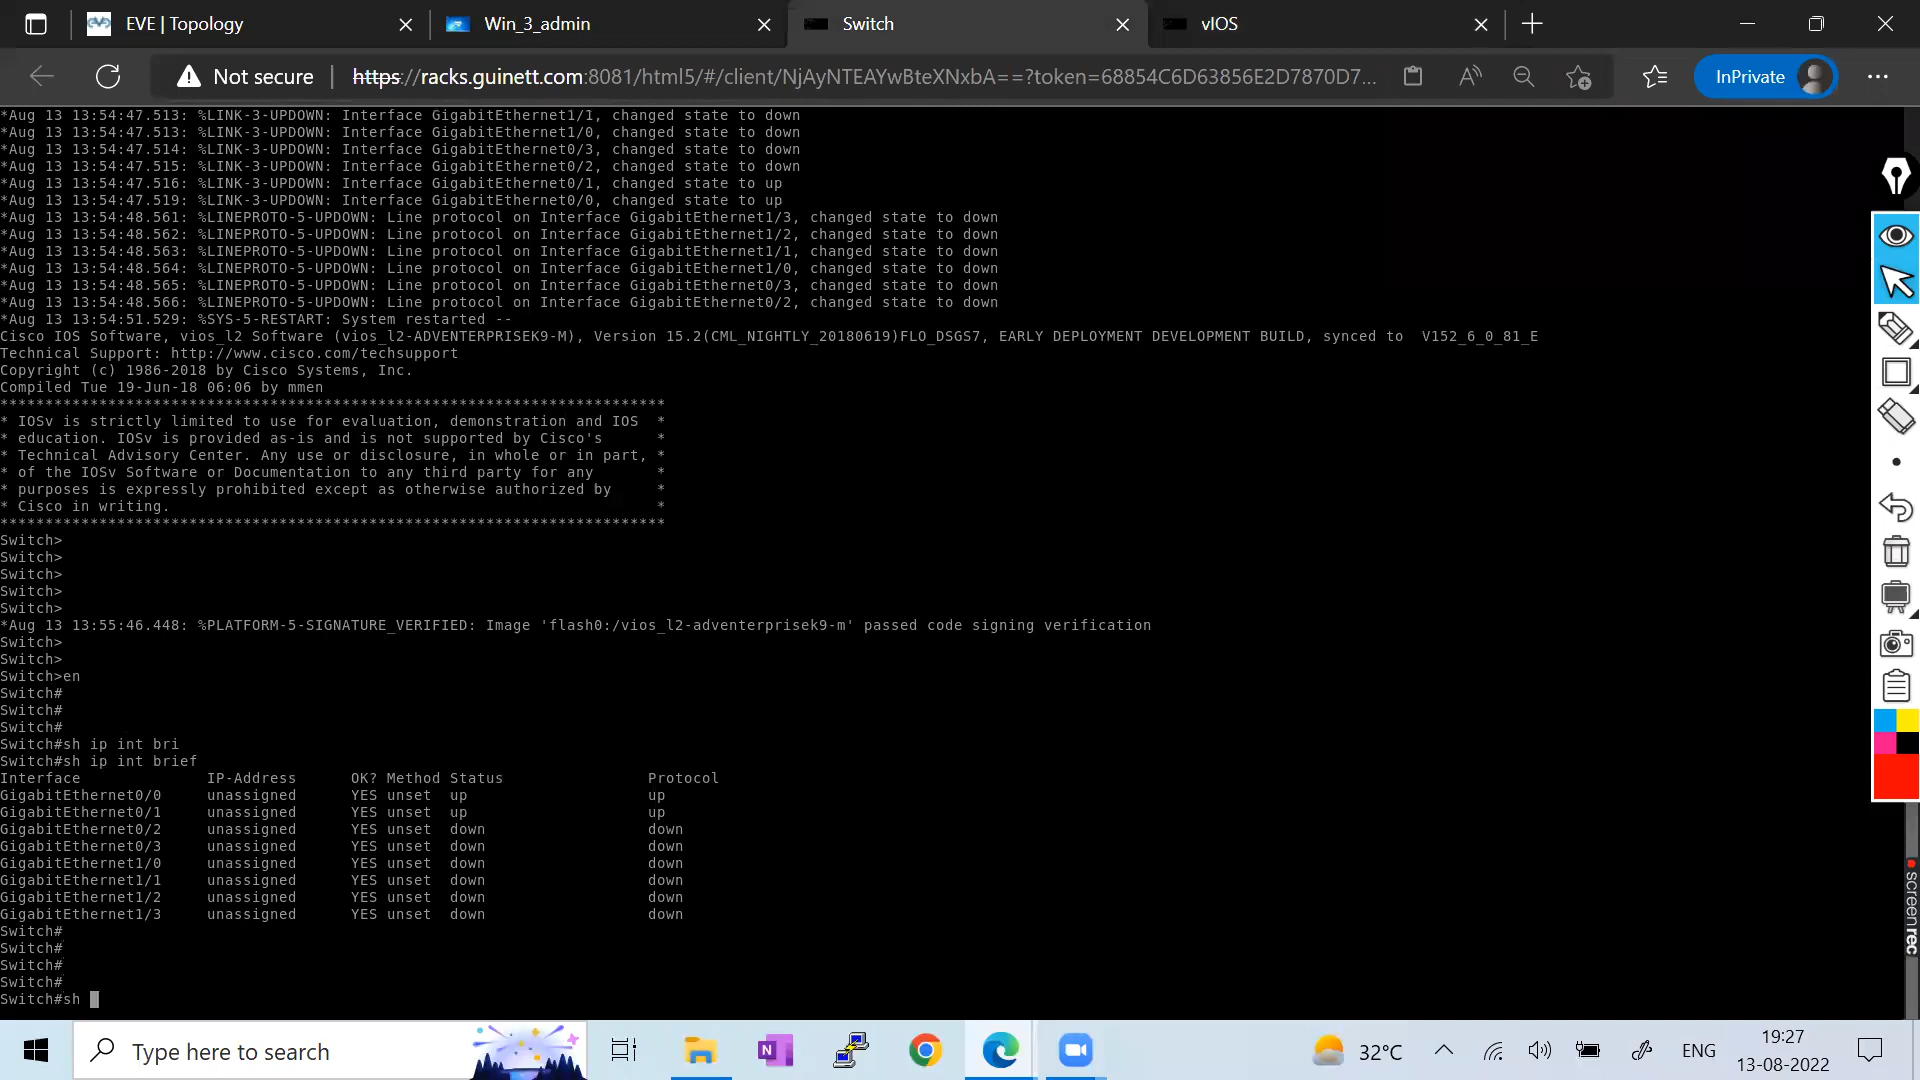 EVE | Topology
Win_3_admin
Switch
vIOS
Not secure
https://racks.guinett.com:8081/html5/#/client/NjAyNTEAYwBteXNxbA==?token=68854C6D63856E2D7870D7...
InPrivate
*Aug 13 13:54:47.513: %LINK-3-UPDOWN: Interface GigabitEthernet1/1, changed state to down
*Aug 13 13:54:47.513: %LINK-3-UPDOWN: Interface GigabitEthernet1/0, changed state to down
*Aug 13 13:54:47.514: %LINK-3-UPDOWN: Interface GigabitEthernet0/3, changed state to down
*Aug 13 13:54:47.515: %LINK-3-UPDOWN: Interface GigabitEthernet0/2, changed state to down
*Aug 13 13:54:47.516: %LINK-3-UPDOWN: Interface GigabitEthernet0/1, changed state to up
*Aug 13 13:54:47.519: %LINK-3-UPDOWN: Interface GigabitEthernet0/0, changed state to up
*Aug 13 13:54:48.561: %LINEPROTO-5-UPDOWN: Line protocol on Interface GigabitEthernet1/3, changed state to down
*Aug 13 13:54:48.562: %LINEPROTO-5-UPDOWN: Line protocol on Interface GigabitEthernet1/2, changed state to down
*Aug 13 13:54:48.563: %LINEPROTO-5-UPDOWN: Line protocol on Interface GigabitEthernet1/1, changed state to down
*Aug 13 13:54:48.564: %LINEPROTO-5-UPDOWN: Line protocol on Interface GigabitEthernet1/0, changed state to down
*Aug 13 13:54:48.565: %LINEPROTO-5-UPDOWN: Line protocol on Interface GigabitEthernet0/3, changed state to down
*Aug 13 13:54:48.566: %LINEPROTO-5-UPDOWN: Line protocol on Interface GigabitEthernet0/2, changed state to down
*Aug 13 13:54:51.529: %SYS-5-RESTART: System restarted --
Cisco IOS Software, vios_l2 Software (vios_l2-ADVENTERPRISEK9-M), Version 15.2(CML_NIGHTLY_20180619)FLO_DSGS7, EARLY DEPLOYMENT DEVELOPMENT BUILD, synced to  V152_6_0_81_E
Technical Support: http://www.cisco.com/techsupport
Copyright (c) 1986-2018 by Cisco Systems, Inc.
Compiled Tue 19-Jun-18 06:06 by mmen
**************************************************************************
* IOSv is strictly limited to use for evaluation, demonstration and IOS  *
* education. IOSv is provided as-is and is not supported by Cisco's      *
* Technical Advisory Center. Any use or disclosure, in whole or in part, *
* of the IOSv Software or Documentation to any third party for any       *
* purposes is expressly prohibited except as otherwise authorized by     *
* Cisco in writing.                                                      *
**************************************************************************
Switch>
Switch>
Switch>
Switch>
Switch>
*Aug 13 13:55:46.448: %PLATFORM-5-SIGNATURE_VERIFIED: Image 'flash0:/vios_l2-adventerprisek9-m' passed code signing verification
Switch>
Switch>
Switch>en
Switch#
Switch#
Switch#
Switch#sh ip int bri
Switch#sh ip int brief
Interface              IP-Address      OK? Method Status                Protocol
GigabitEthernet0/0     unassigned      YES unset  up                    up
GigabitEthernet0/1     unassigned      YES unset  up                    up
GigabitEthernet0/2     unassigned      YES unset  down                  down
GigabitEthernet0/3     unassigned      YES unset  down                  down
GigabitEthernet1/0     unassigned      YES unset  down                  down
GigabitEthernet1/1     unassigned      YES unset  down                  down
GigabitEthernet1/2     unassigned      YES unset  down                  down
GigabitEthernet1/3     unassigned      YES unset  down                  down
Switch#
Switch#
Switch#
Switch#
Switch#sh
screenrec
Type here to search
32°C
ENG
19:27
13-08-2022